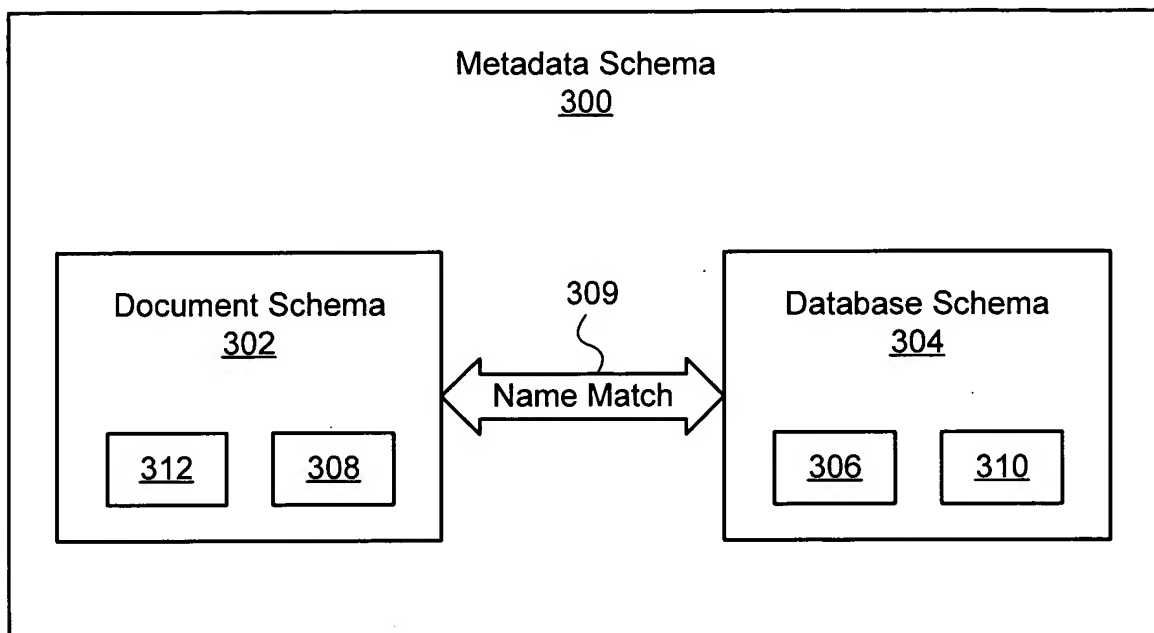 Metadata Schema
300
Document Schema
302
312
308
309
Name Match
Database Schema
304
306
310